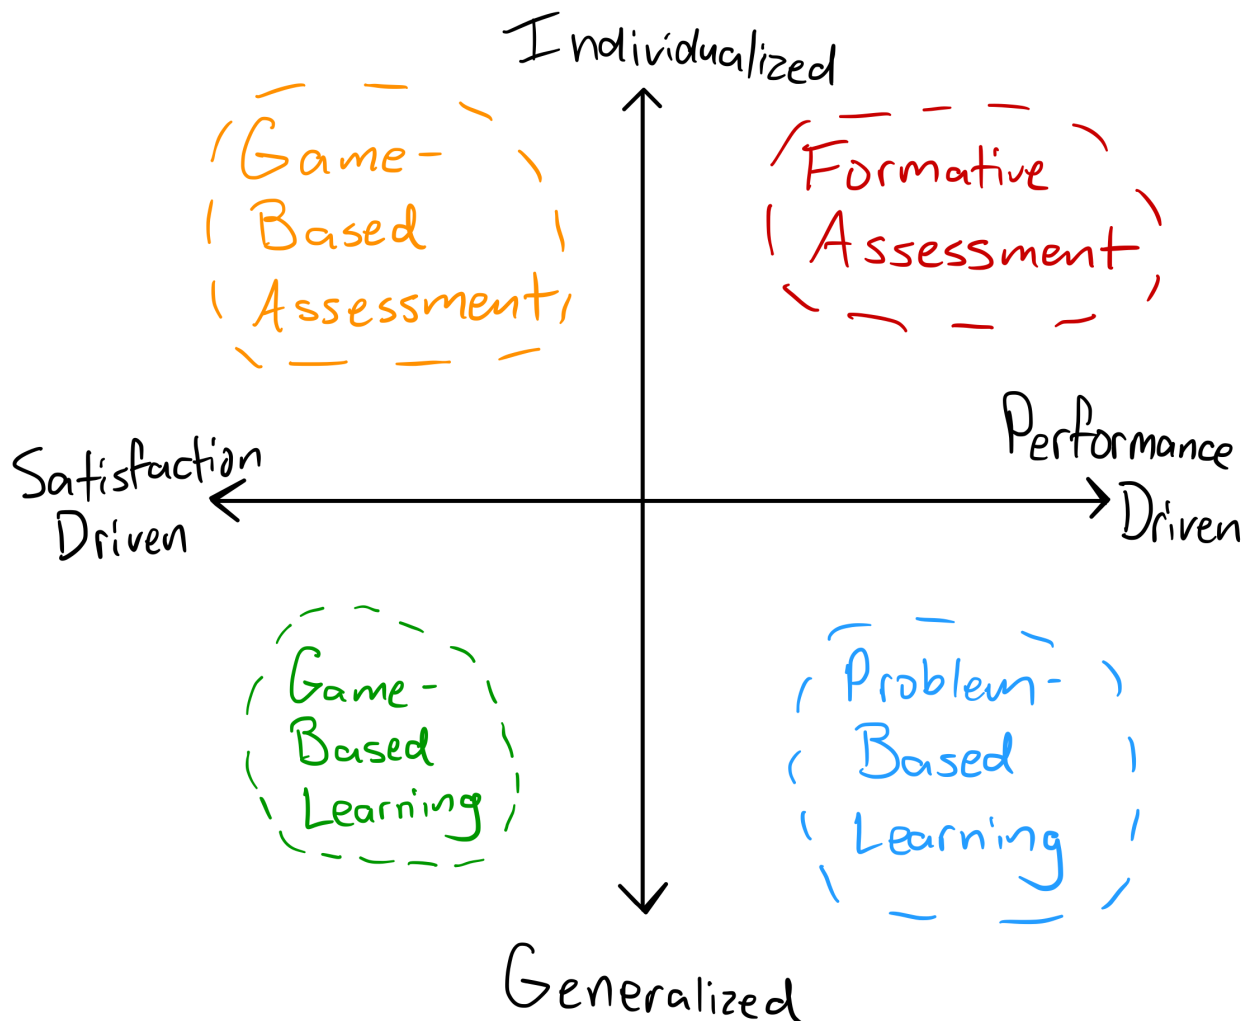 Individualized
Game-
Based
Assessment
Formative
Assessment
Satisfaction
Driven
Performance
Driven
Game-
Based
Learning
Problem-
Based
Learning
Generalized